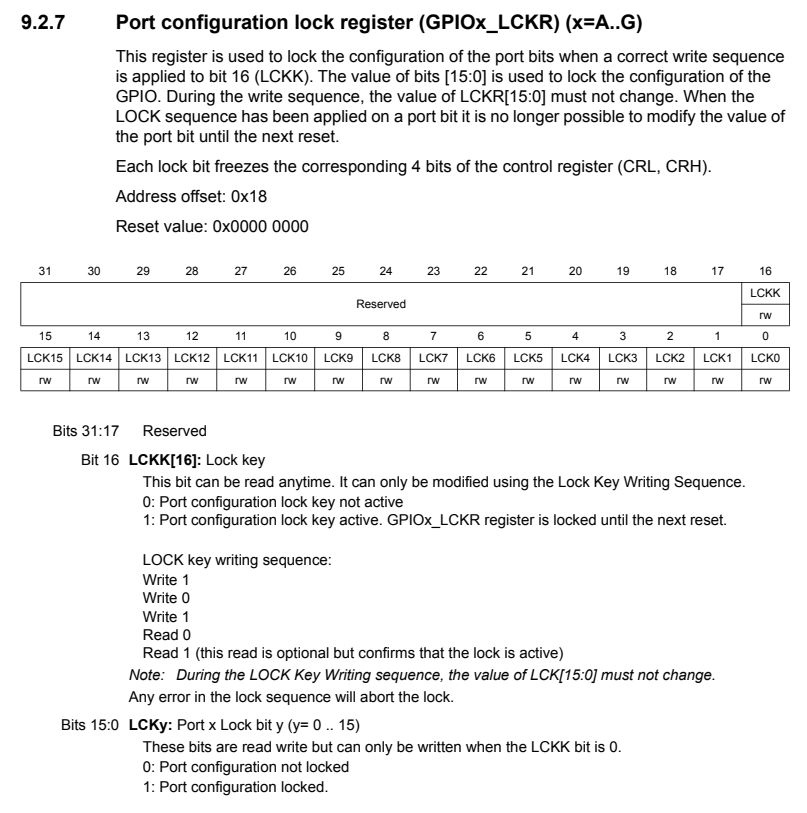 9.2.7 Port configuration lock register (GPIOx_LCKR) (x=A..G)
This register is used to lock the configuration of the port bits when a correct write sequence
is applied to bit 16 (LCKK). The value of bits [15:0] is used to lock the configuration of the
GPIO. During the write sequence, the value of LCKR[15:0] must not change. When the
LOCK sequence has been applied on a port bit it is no longer possible to modify the value of
the port bit until the next reset.
Each lock bit freezes the corresponding 4 bits of the control register (CRL, CRH).
Address offset: 0x18
Reset value: 0x0000 0000
31 30 29 28 27 26 25 24 23 22 21 20 19 18 17 16
Reserved LCKK
rw
15 14 13 12 11 10 9 8 7 6 5 4 3 2 1 0
LCK15 LCK14 LCK13 LCK12 LCK11 LCK10 LCK9 LCK8 LCK7 LCK6 LCK5 LCK4 LCK3 LCK2 LCK1 LCK0
rw rw rw rw rw rw rw rw rw rw rw rw rw rw rw rw
Bits 31:17 Reserved
Bit 16 LCKK[16]: Lock key
This bit can be read anytime. It can only be modified using the Lock Key Writing Sequence.
0: Port configuration lock key not active
1: Port configuration lock key active. GPIOx_LCKR register is locked until the next reset.
LOCK key writing sequence:
Write 1
Write 0
Write 1
Read 0
Read 1 (this read is optional but confirms that the lock is active)
Note: During the LOCK Key Writing sequence, the value of LCK[15:0] must not change.
Any error in the lock sequence will abort the lock.
Bits 15:0 LCKy: Port x Lock bit y (y= 0 .. 15)
These bits are read write but can only be written when the LCKK bit is 0.
0: Port configuration not locked
1: Port configuration locked.